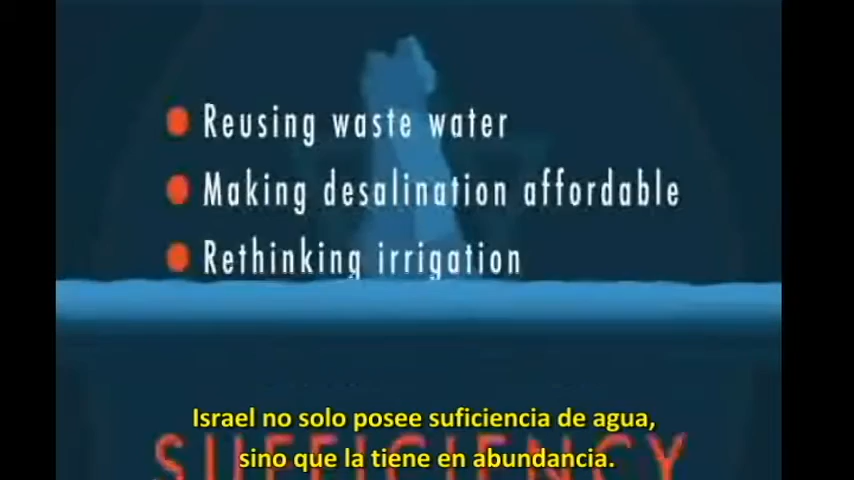 Reusing waste water
Making desalination affordable
Rethinking irrigation
Israel no solo posee suficiencia de agua,
SUFFICIENCY
sino que la tiene en abundancia.